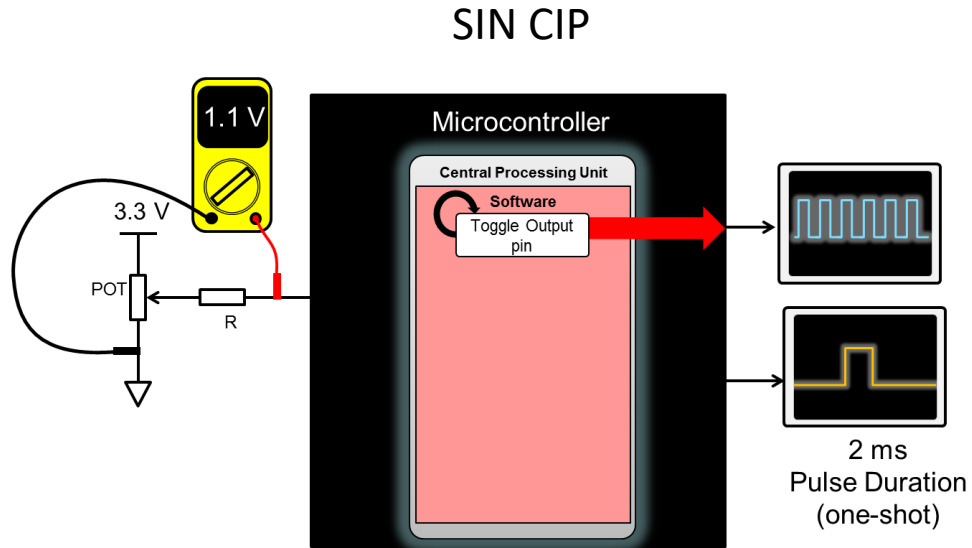 SIN CIP
1.1 V
Microcontroller
Central Processing Unit
Software
Toggle Output
pin
3.3 V
POT
R
2 ms
Pulse Duration
(one-shot)